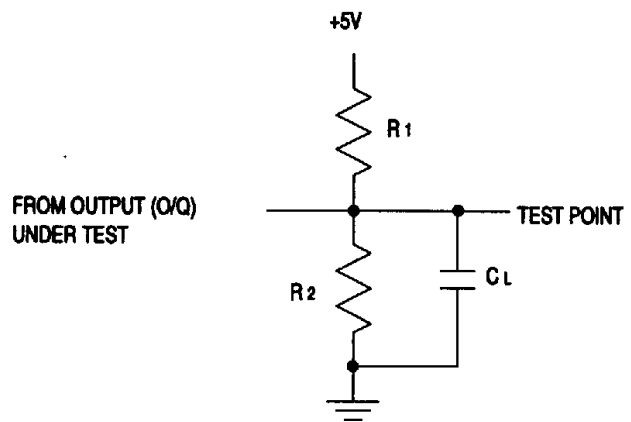 +5V
R1
FROM OUTPUT (O/Q)
UNDER TEST
TEST POINT
R2
CL